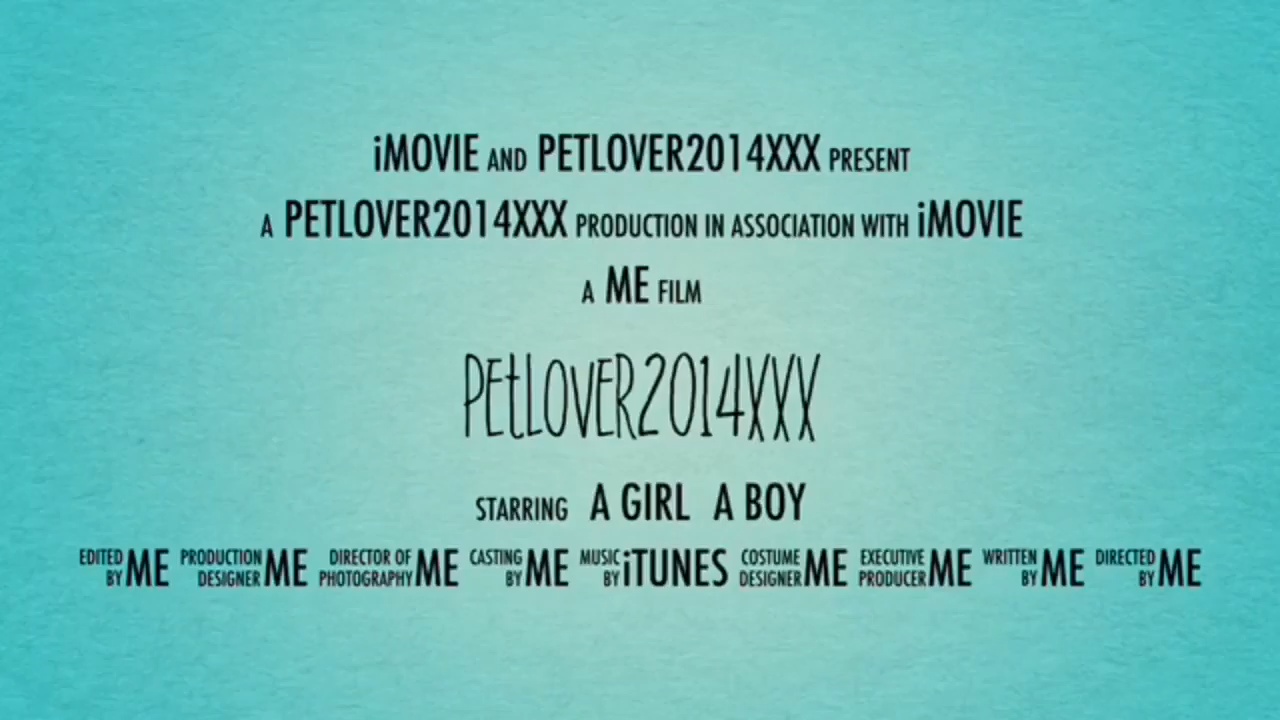 iMOVIE AND PETLOVER2014XXX PRESENT
A PETLOVER2014XXX PRODUCTION IN ASSOCIATION WITH iMOVIE
A ME FILM
PEtLOVER2014XXX
STARRING A GIRL A BOY
EDITED BY ME PRODUCTION DESIGNER ME DIRECTOR OF PHOTOGRAPHY ME CASTING BY ME MUSIC BY iTUNES COSTUME DESIGNER ME EXECUTIVE PRODUCER ME WRITTEN BY ME DIRECTED BY ME